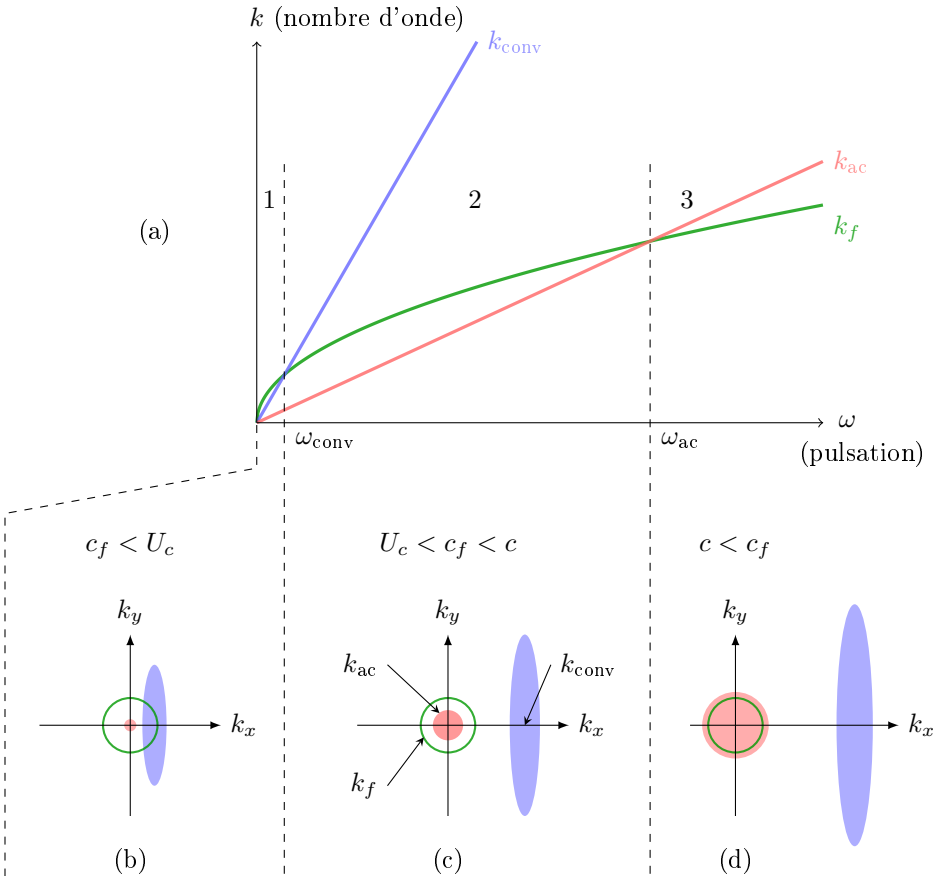 k (nombre d'onde)
k_conv
k_ac
1
2
3
k_f
(a)
ω
ω_conv
ω_ac
(pulsation)
c_f < U_c
U_c < c_f < c
c < c_f
k_y
k_y
k_y
k_ac
k_conv
k_x
k_x
k_x
k_f
(b)
(c)
(d)